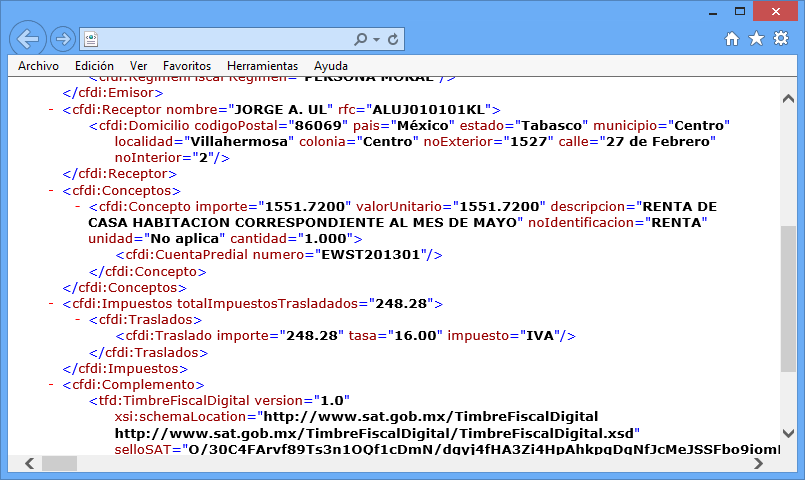 Archivo Edición Ver Favoritos Herramientas Ayuda
<cfdi:RegimenFiscal Regimen="PERSONA MORAL"/>
</cfdi:Emisor>
- <cfdi:Receptor nombre="JORGE A. UL" rfc="ALUJ010101KL">
<cfdi:Domicilio codigoPostal="86069" pais="México" estado="Tabasco" municipio="Centro"
localidad="Villahermosa" colonia="Centro" noExterior="1527" calle="27 de Febrero"
noInterior="2"/>
</cfdi:Receptor>
- <cfdi:Conceptos>
- <cfdi:Concepto importe="1551.7200" valorUnitario="1551.7200" descripcion="RENTA DE
CASA HABITACION CORRESPONDIENTE AL MES DE MAYO" noIdentificacion="RENTA"
unidad="No aplica" cantidad="1.000">
<cfdi:CuentaPredial numero="EWST201301"/>
</cfdi:Concepto>
</cfdi:Conceptos>
- <cfdi:Impuestos totalImpuestosTrasladados="248.28">
- <cfdi:Traslados>
<cfdi:Traslado importe="248.28" tasa="16.00" impuesto="IVA"/>
</cfdi:Traslados>
</cfdi:Impuestos>
- <cfdi:Complemento>
<tfd:TimbreFiscalDigital version="1.0"
xsi:schemaLocation="http://www.sat.gob.mx/TimbreFiscalDigital
http://www.sat.gob.mx/TimbreFiscalDigital/TimbreFiscalDigital.xsd"
selloSAT=